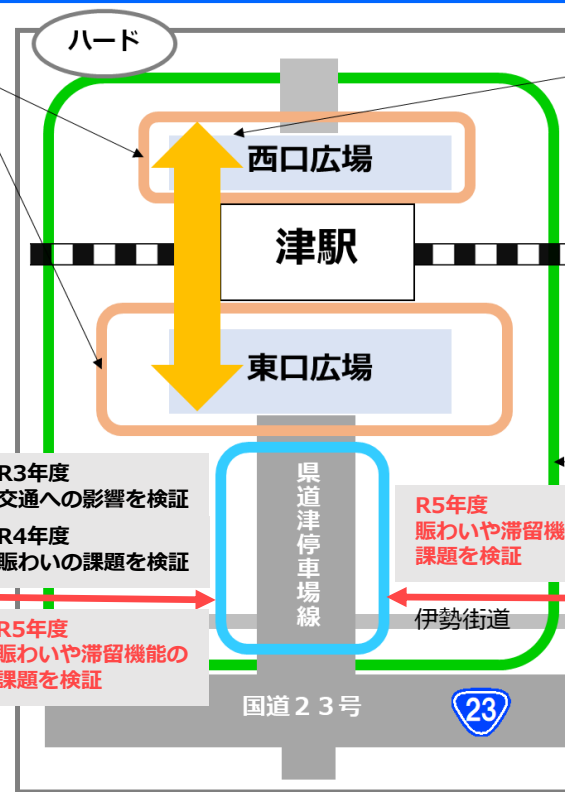 ハード
西口広場
津駅
東口広場
R3年度
交通への影響を検証
R4年度
賑わいの課題を検証
県道津停車場線
R5年度
賑わいや滞留機
課題を検証
R5年度
賑わいや滞留機能の
課題を検証
伊勢街道
国道２３号
23